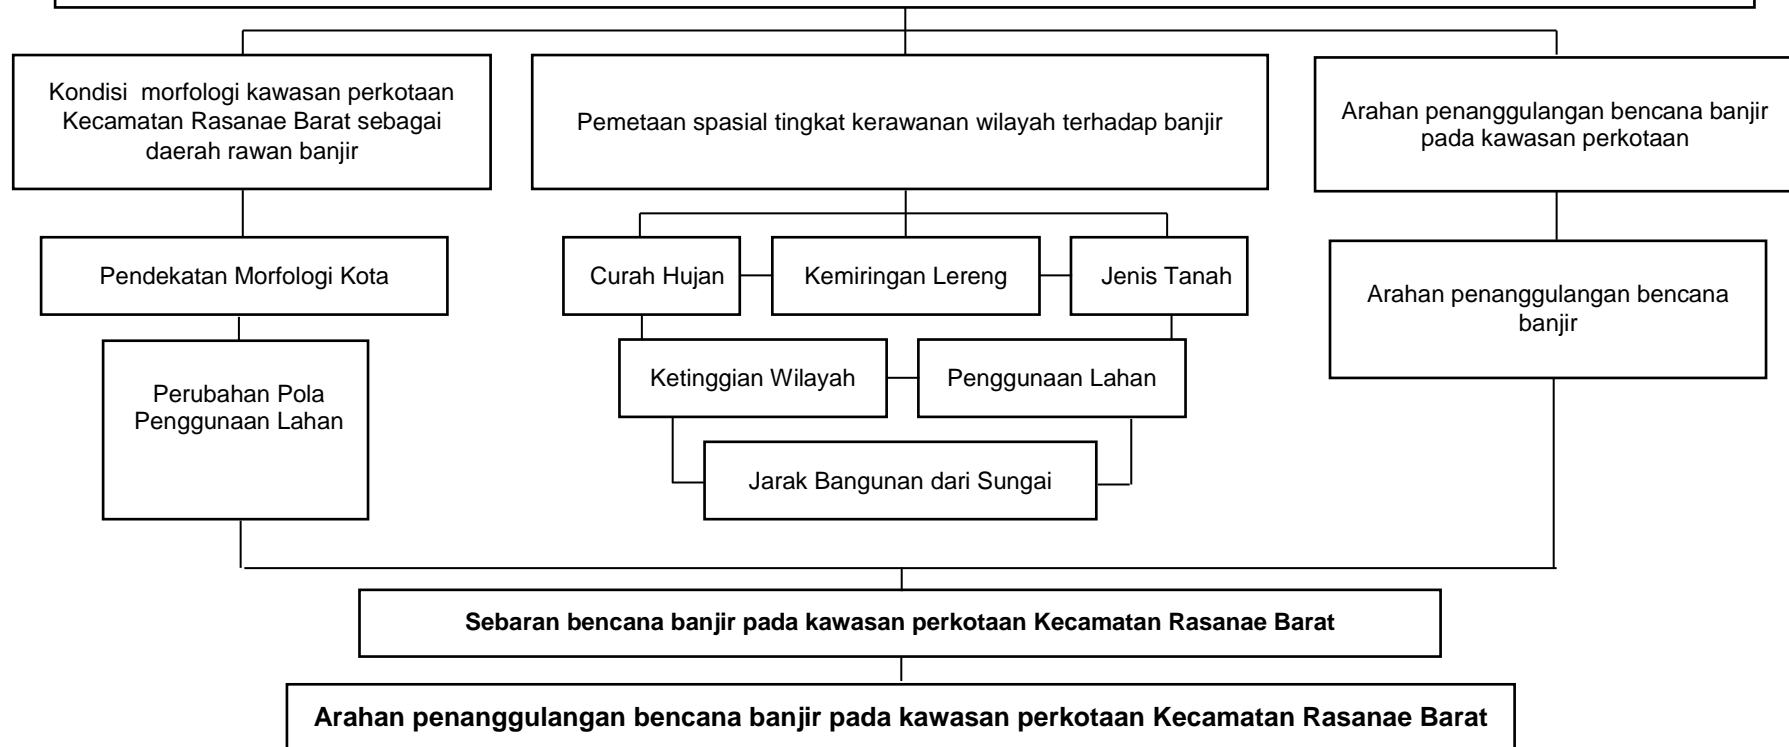 Kondisi morfologi kawasan perkotaan
Kecamatan Rasanae Barat sebagai
daerah rawan banjir
Pemetaan spasial tingkat kerawanan wilayah terhadap banjir
Arahan penanggulangan bencana banjir
pada kawasan perkotaan
Pendekatan Morfologi Kota
Curah Hujan
Kemiringan Lereng
Jenis Tanah
Arahan penanggulangan bencana
banjir
Perubahan Pola
Penggunaan Lahan
Ketinggian Wilayah
Penggunaan Lahan
Jarak Bangunan dari Sungai
Sebaran bencana banjir pada kawasan perkotaan Kecamatan Rasanae Barat
Arahan penanggulangan bencana banjir pada kawasan perkotaan Kecamatan Rasanae Barat